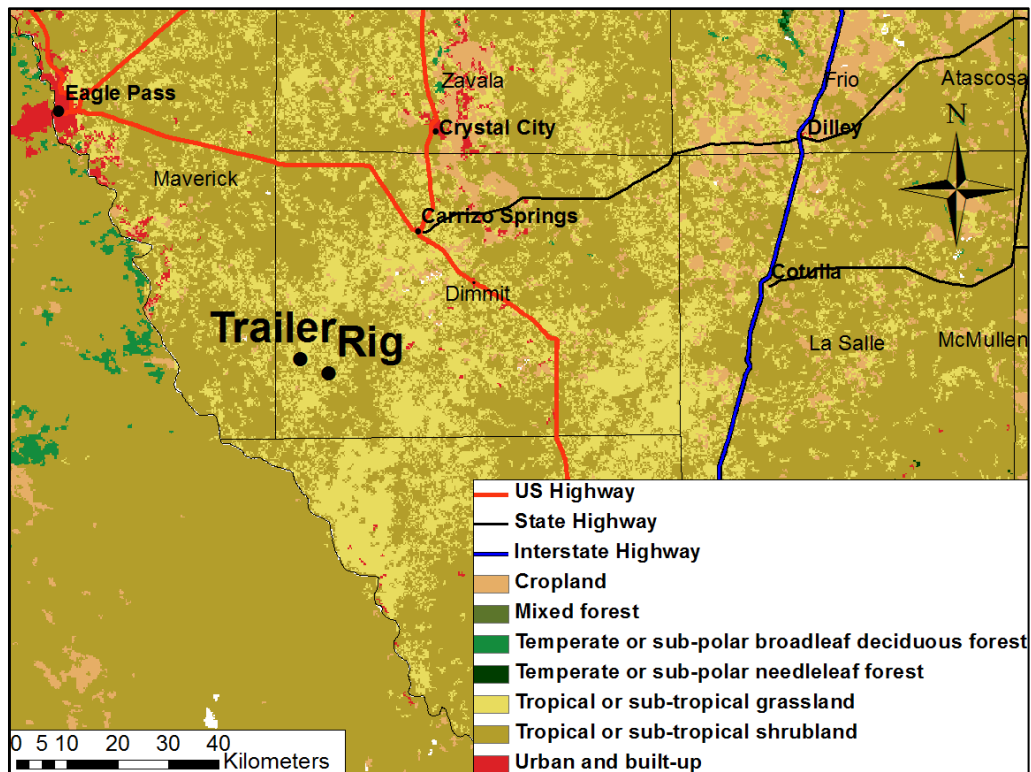 Zavala
Frio
Atascosa
Eagle Pass
N
Crystal City
Dilley
Maverick
Carrizo Springs
Cotulla
Dimmit
Trailer
Rig
La Salle
McMullen
US Highway
State Highway
Interstate Highway
Cropland
Mixed forest
Temperate or sub-polar broadleaf deciduous forest
Temperate or sub-polar needleleaf forest
Tropical or sub-tropical grassland
Tropical or sub-tropical shrubland
Urban and built-up
0 5 10 20 30 40
Kilometers